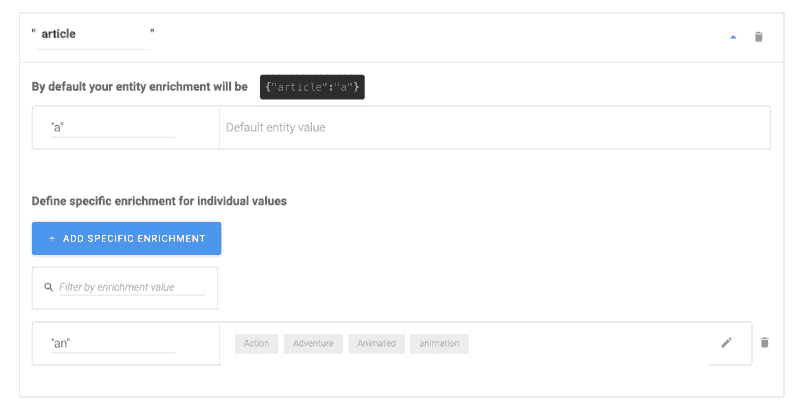 " article "
By default your entity enrichment will be {"article":"a"}
"a" Default entity value
Define specific enrichment for individual values
+ ADD SPECIFIC ENRICHMENT
Filter by enrichment value
"an" Action Adventure Animated animation